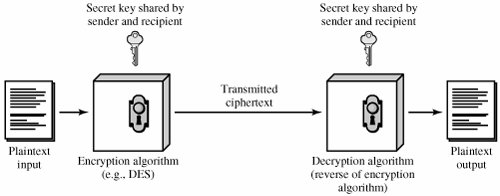 Secret key shared by
sender and recipient
Secret key shared by
sender and recipient
Transmitted
ciphertext
Plaintext
input
Encryption algorithm
(e.g., DES)
Decryption algorithm
(reverse of encryption
algorithm)
Plaintext
output